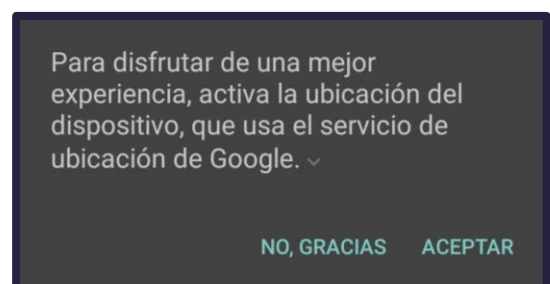 Para disfrutar de una mejor
experiencia, activa la ubicación del
dispositivo, que usa el servicio de
ubicación de Google.
NO, GRACIAS ACEPTAR